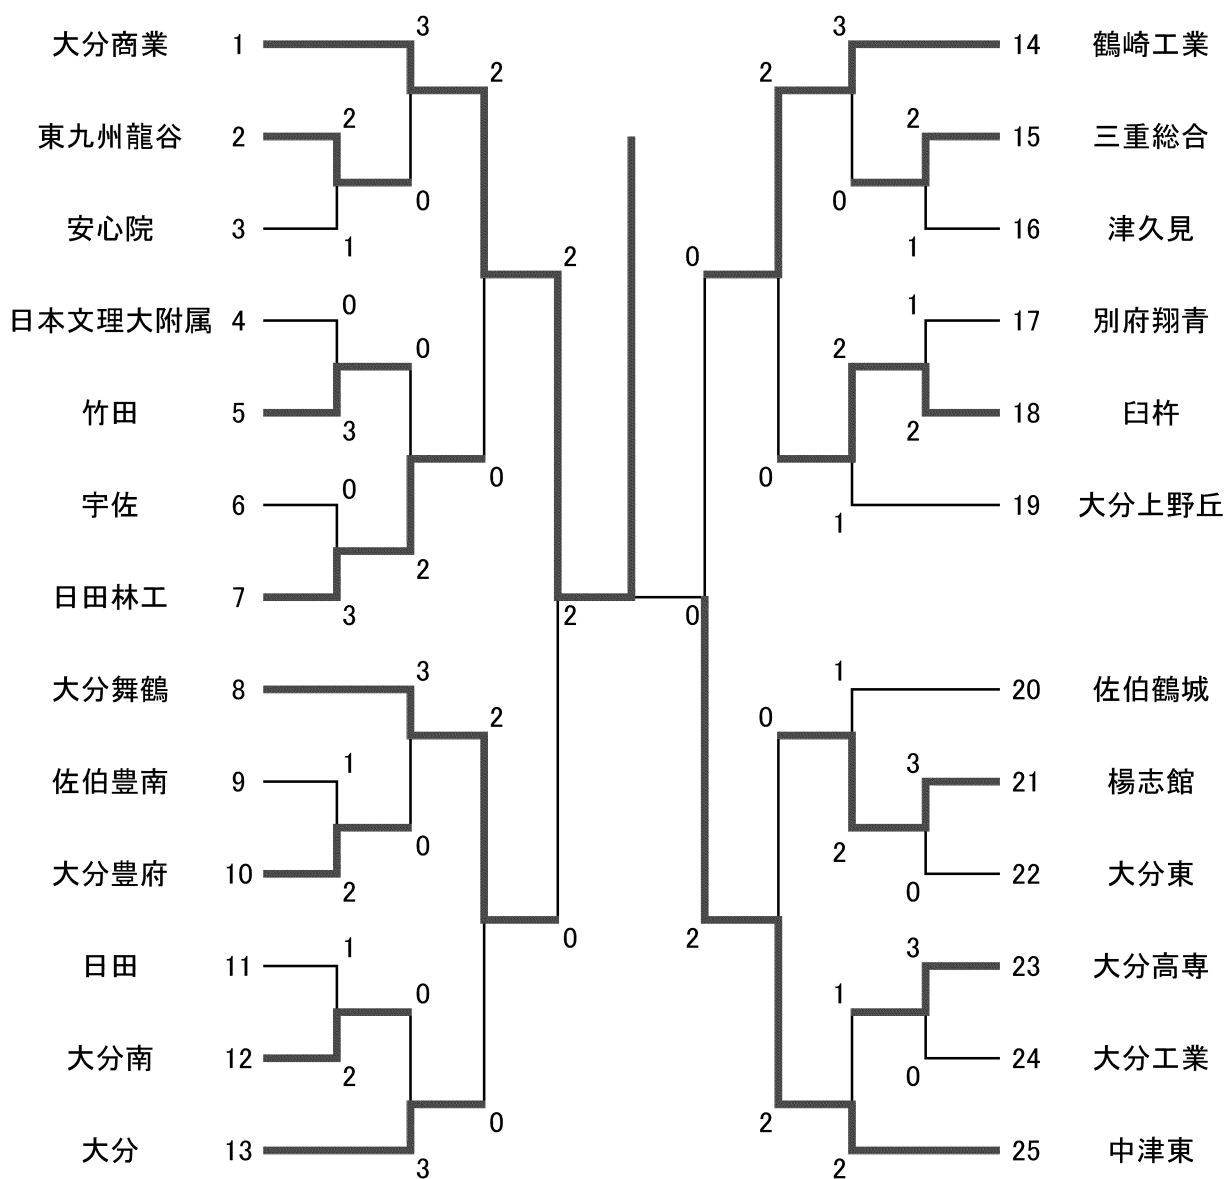 大分商業 1
東九州龍谷 2
安心院 3
日本文理大附属 4
竹田 5
宇佐 6
日田林工 7
大分舞鶴 8
佐伯豊南 9
大分豊府 10
日田 11
大分南 12
大分 13
3
2
2
0
1
0
0
3
0
0
2
3
2
2
3
2
1
0
2
0
1
0
2
0
3
3
2
2
0
1
0
2
1
2
0
1
2
0
0
1
3
2
0
2
3
1
0
2
2
14 鶴崎工業
15 三重総合
16 津久見
17 別府翔青
18 臼杵
19 大分上野丘
20 佐伯鶴城
21 楊志館
22 大分東
23 大分高専
24 大分工業
25 中津東